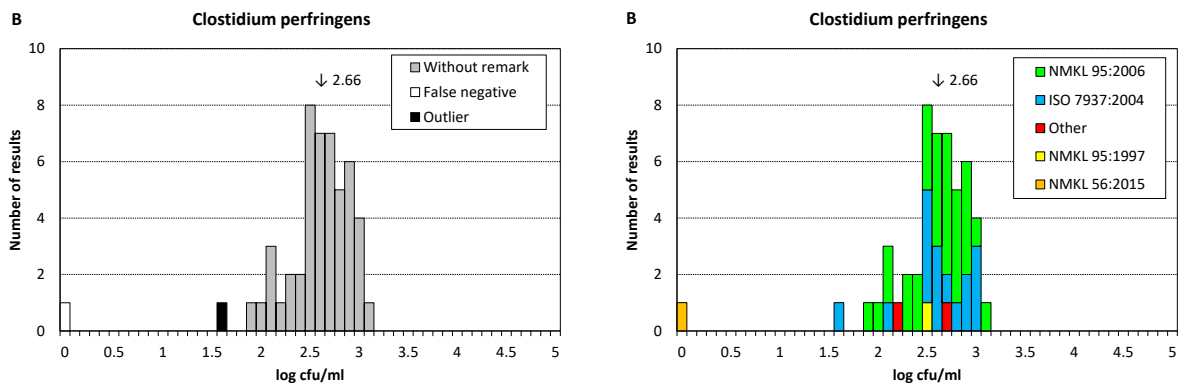 B
Clostidium perfringens
10
8
6
4
2
0
Number of results
↓ 2.66
Without remark
False negative
Outlier
0 0.5 1 1.5 2 2.5 3 3.5 4 4.5 5
log cfu/ml
B
Clostidium perfringens
10
8
6
4
2
0
Number of results
↓ 2.66
NMKL 95:2006
ISO 7937:2004
Other
NMKL 95:1997
NMKL 56:2015
0 0.5 1 1.5 2 2.5 3 3.5 4 4.5 5
log cfu/ml